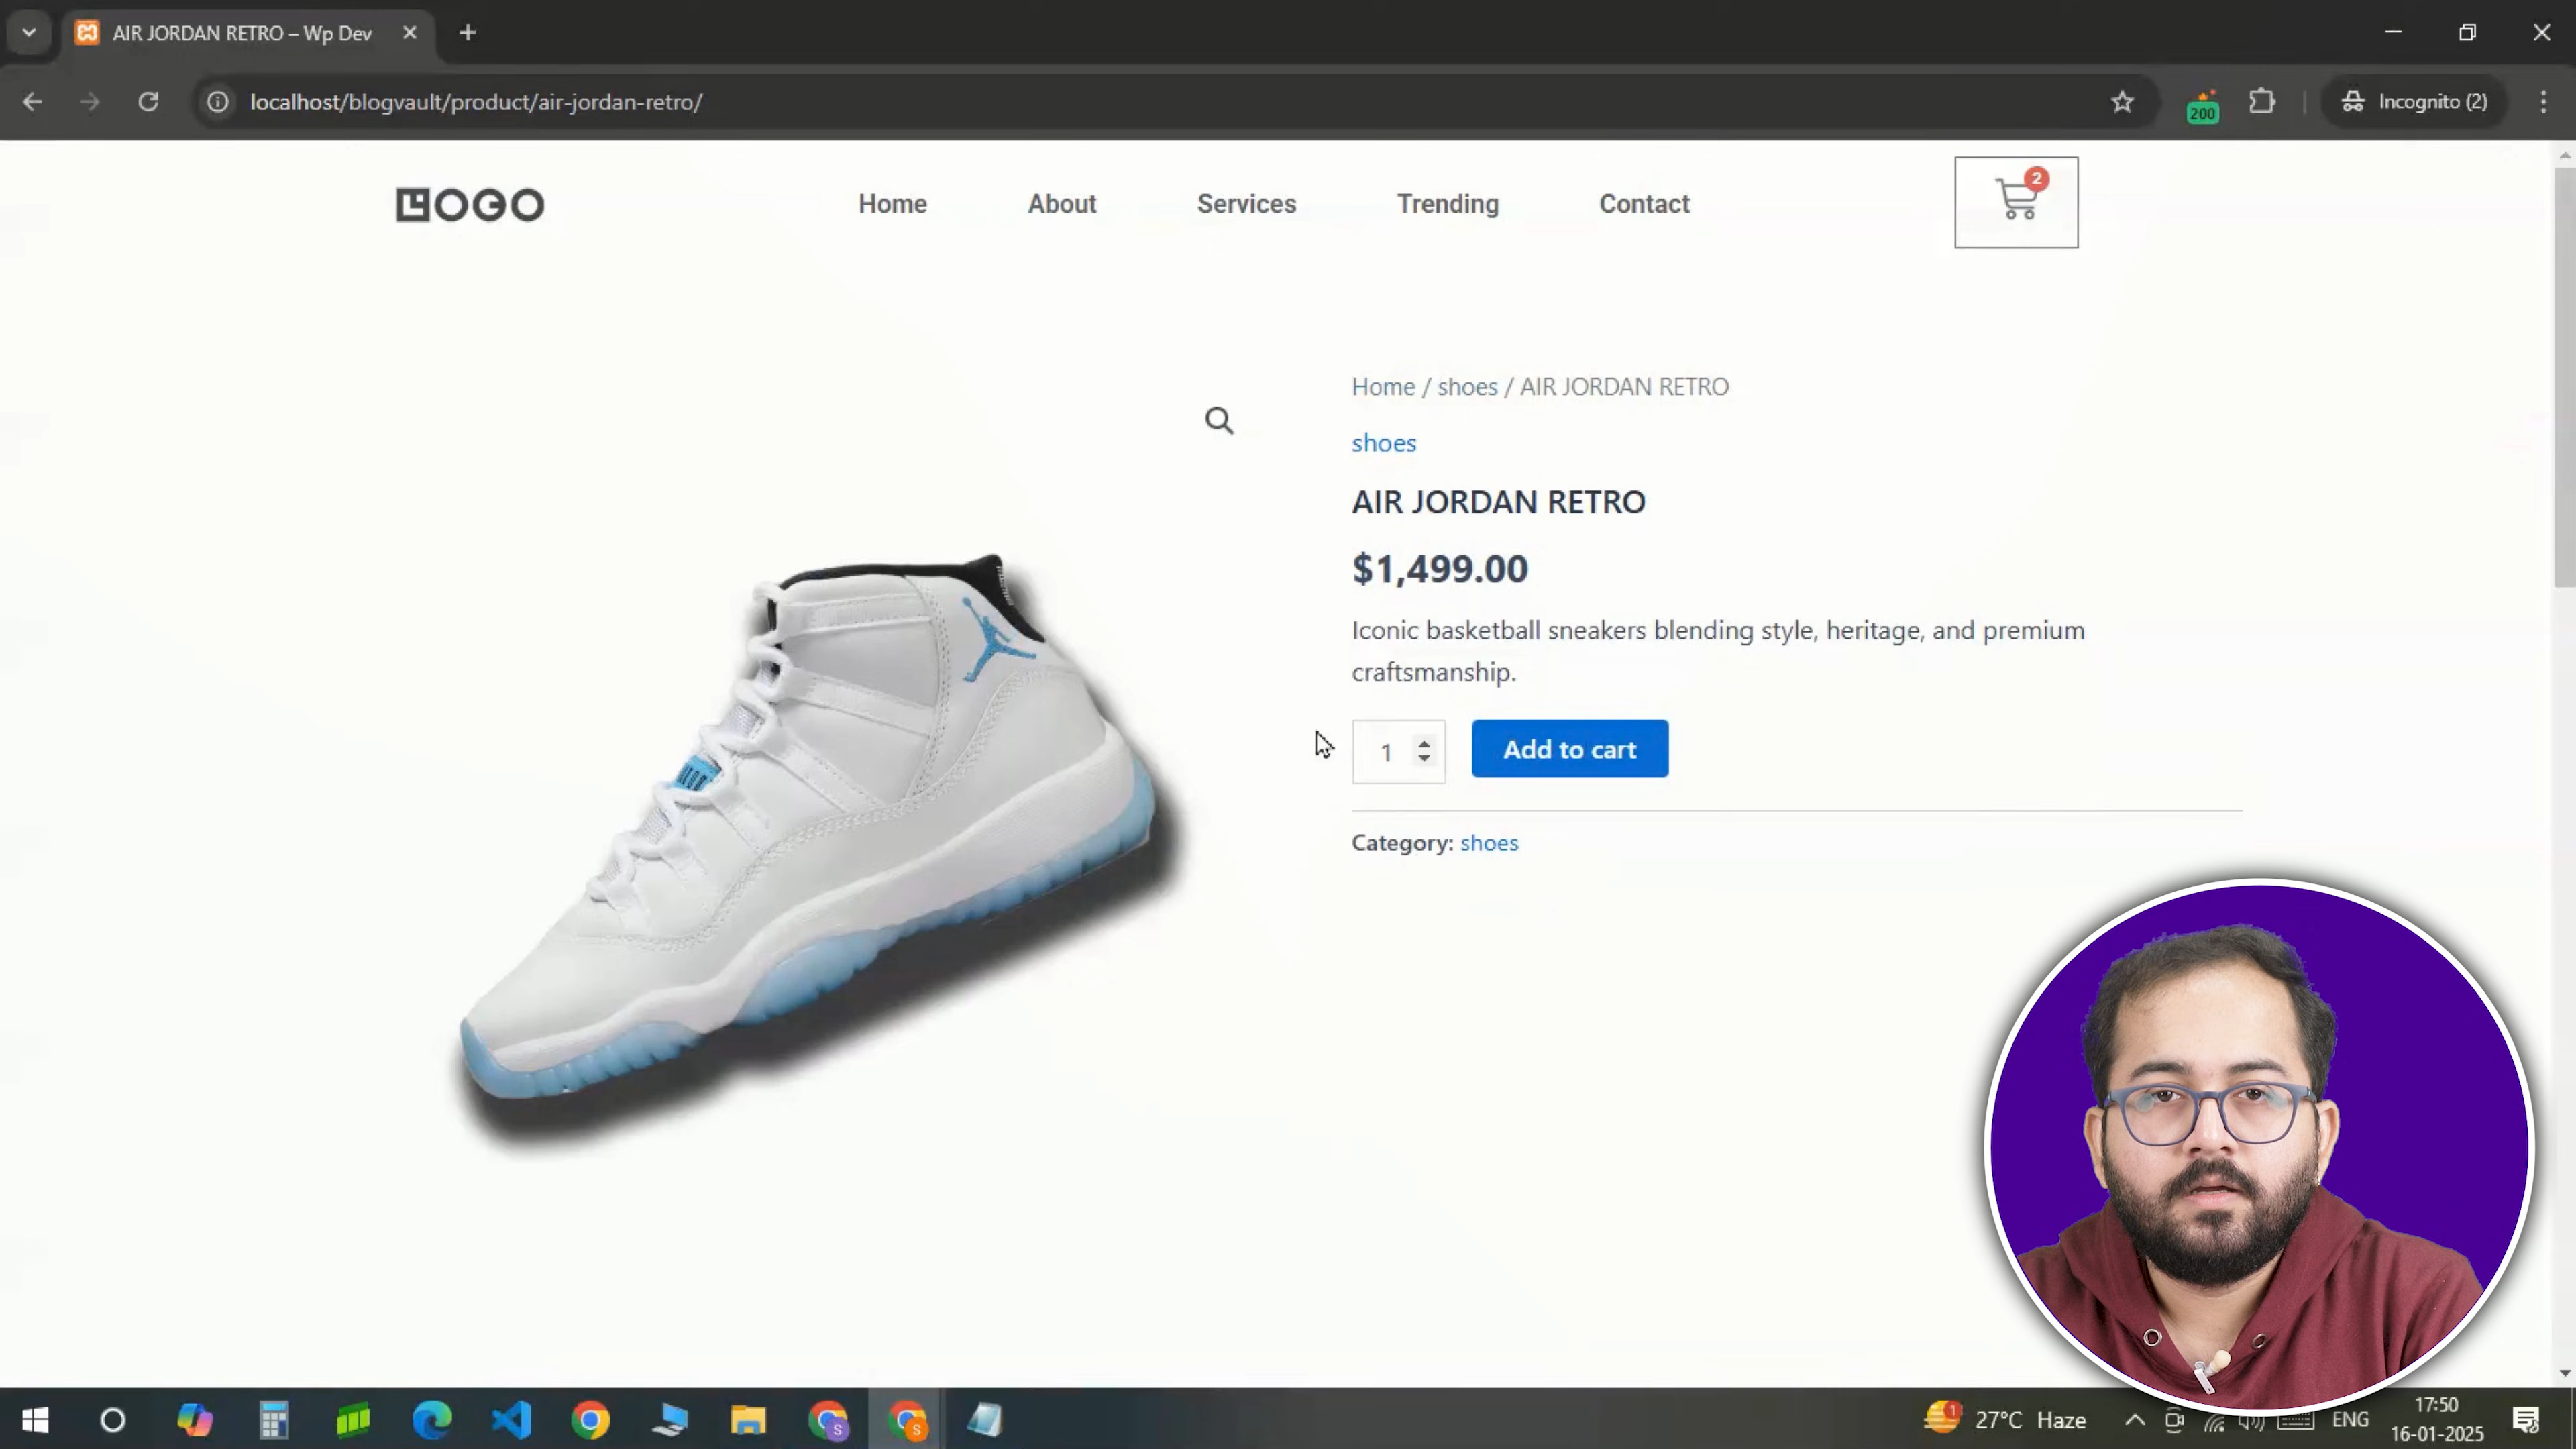 AIR JORDAN RETRO – Wp Dev
localhost/blogvault/product/air-jordan-retro/
200
Incognito (2)
LOGO
Home
About
Services
Trending
Contact
2
Home / shoes / AIR JORDAN RETRO
shoes
AIR JORDAN RETRO
$1,499.00
Iconic basketball sneakers blending style, heritage, and premium
craftsmanship.
1
Add to cart
Category: shoes
S
S
1
27°C Haze
ENG
17:50
16-01-2025